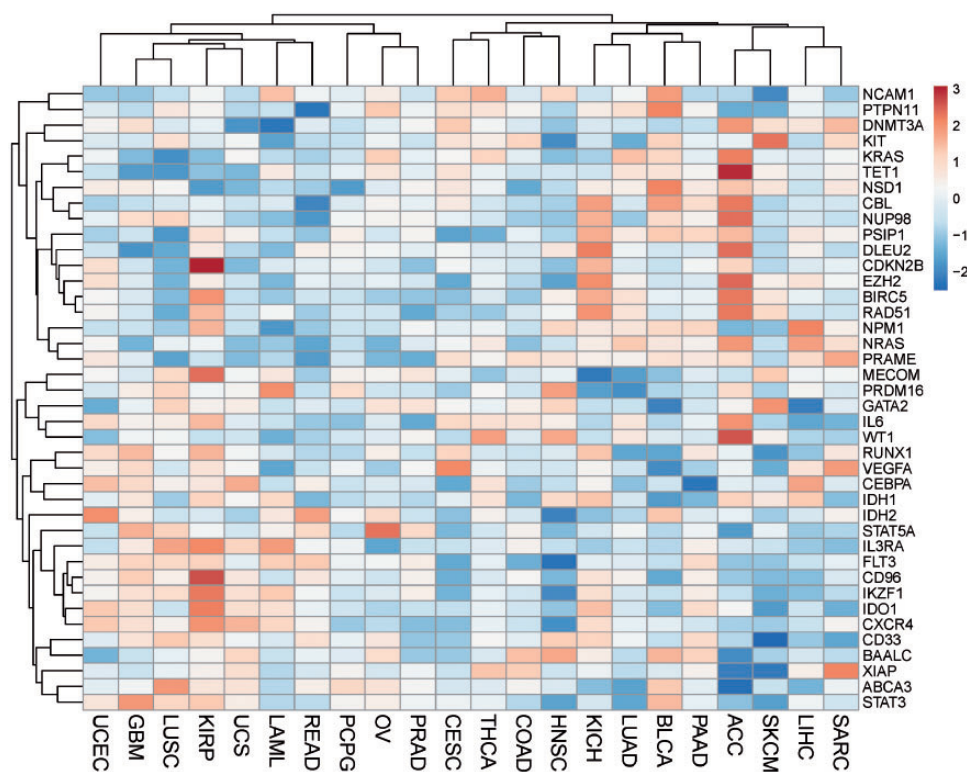 NCAM1
PTPN11
DNMT3A
KIT
KRAS
TET1
NSD1
CBL
NUP98
PSIP1
DLEU2
CDKN2B
EZH2
BIRC5
RAD51
NPM1
NRAS
PRAME
MECOM
PRDM16
GATA2
IL6
WT1
RUNX1
VEGFA
CEBPA
IDH1
IDH2
STAT5A
IL3RA
FLT3
CD96
IKZF1
IDO1
CXCR4
CD33
BAALC
XIAP
ABCA3
STAT3
3
2
1
0
−1
−2
UCEC GBM LUSC KIRP UCS LAML READ PCPG OV PRAD CESC THCA COAD HNSC KICH LUAD BLCA PAAD ACC SKCM LIHC SARC